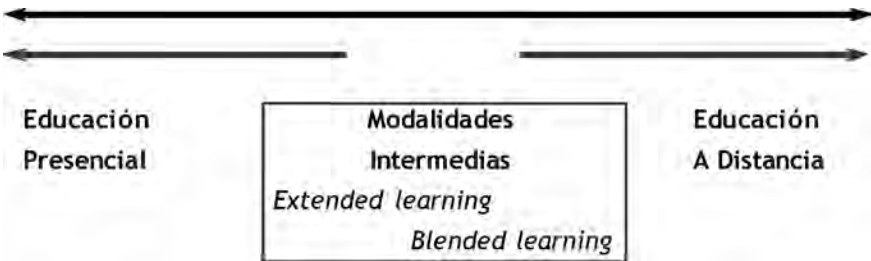 Educación
Presencial
Modalidades
Intermedias
Extended learning
Blended learning
Educación
A Distancia